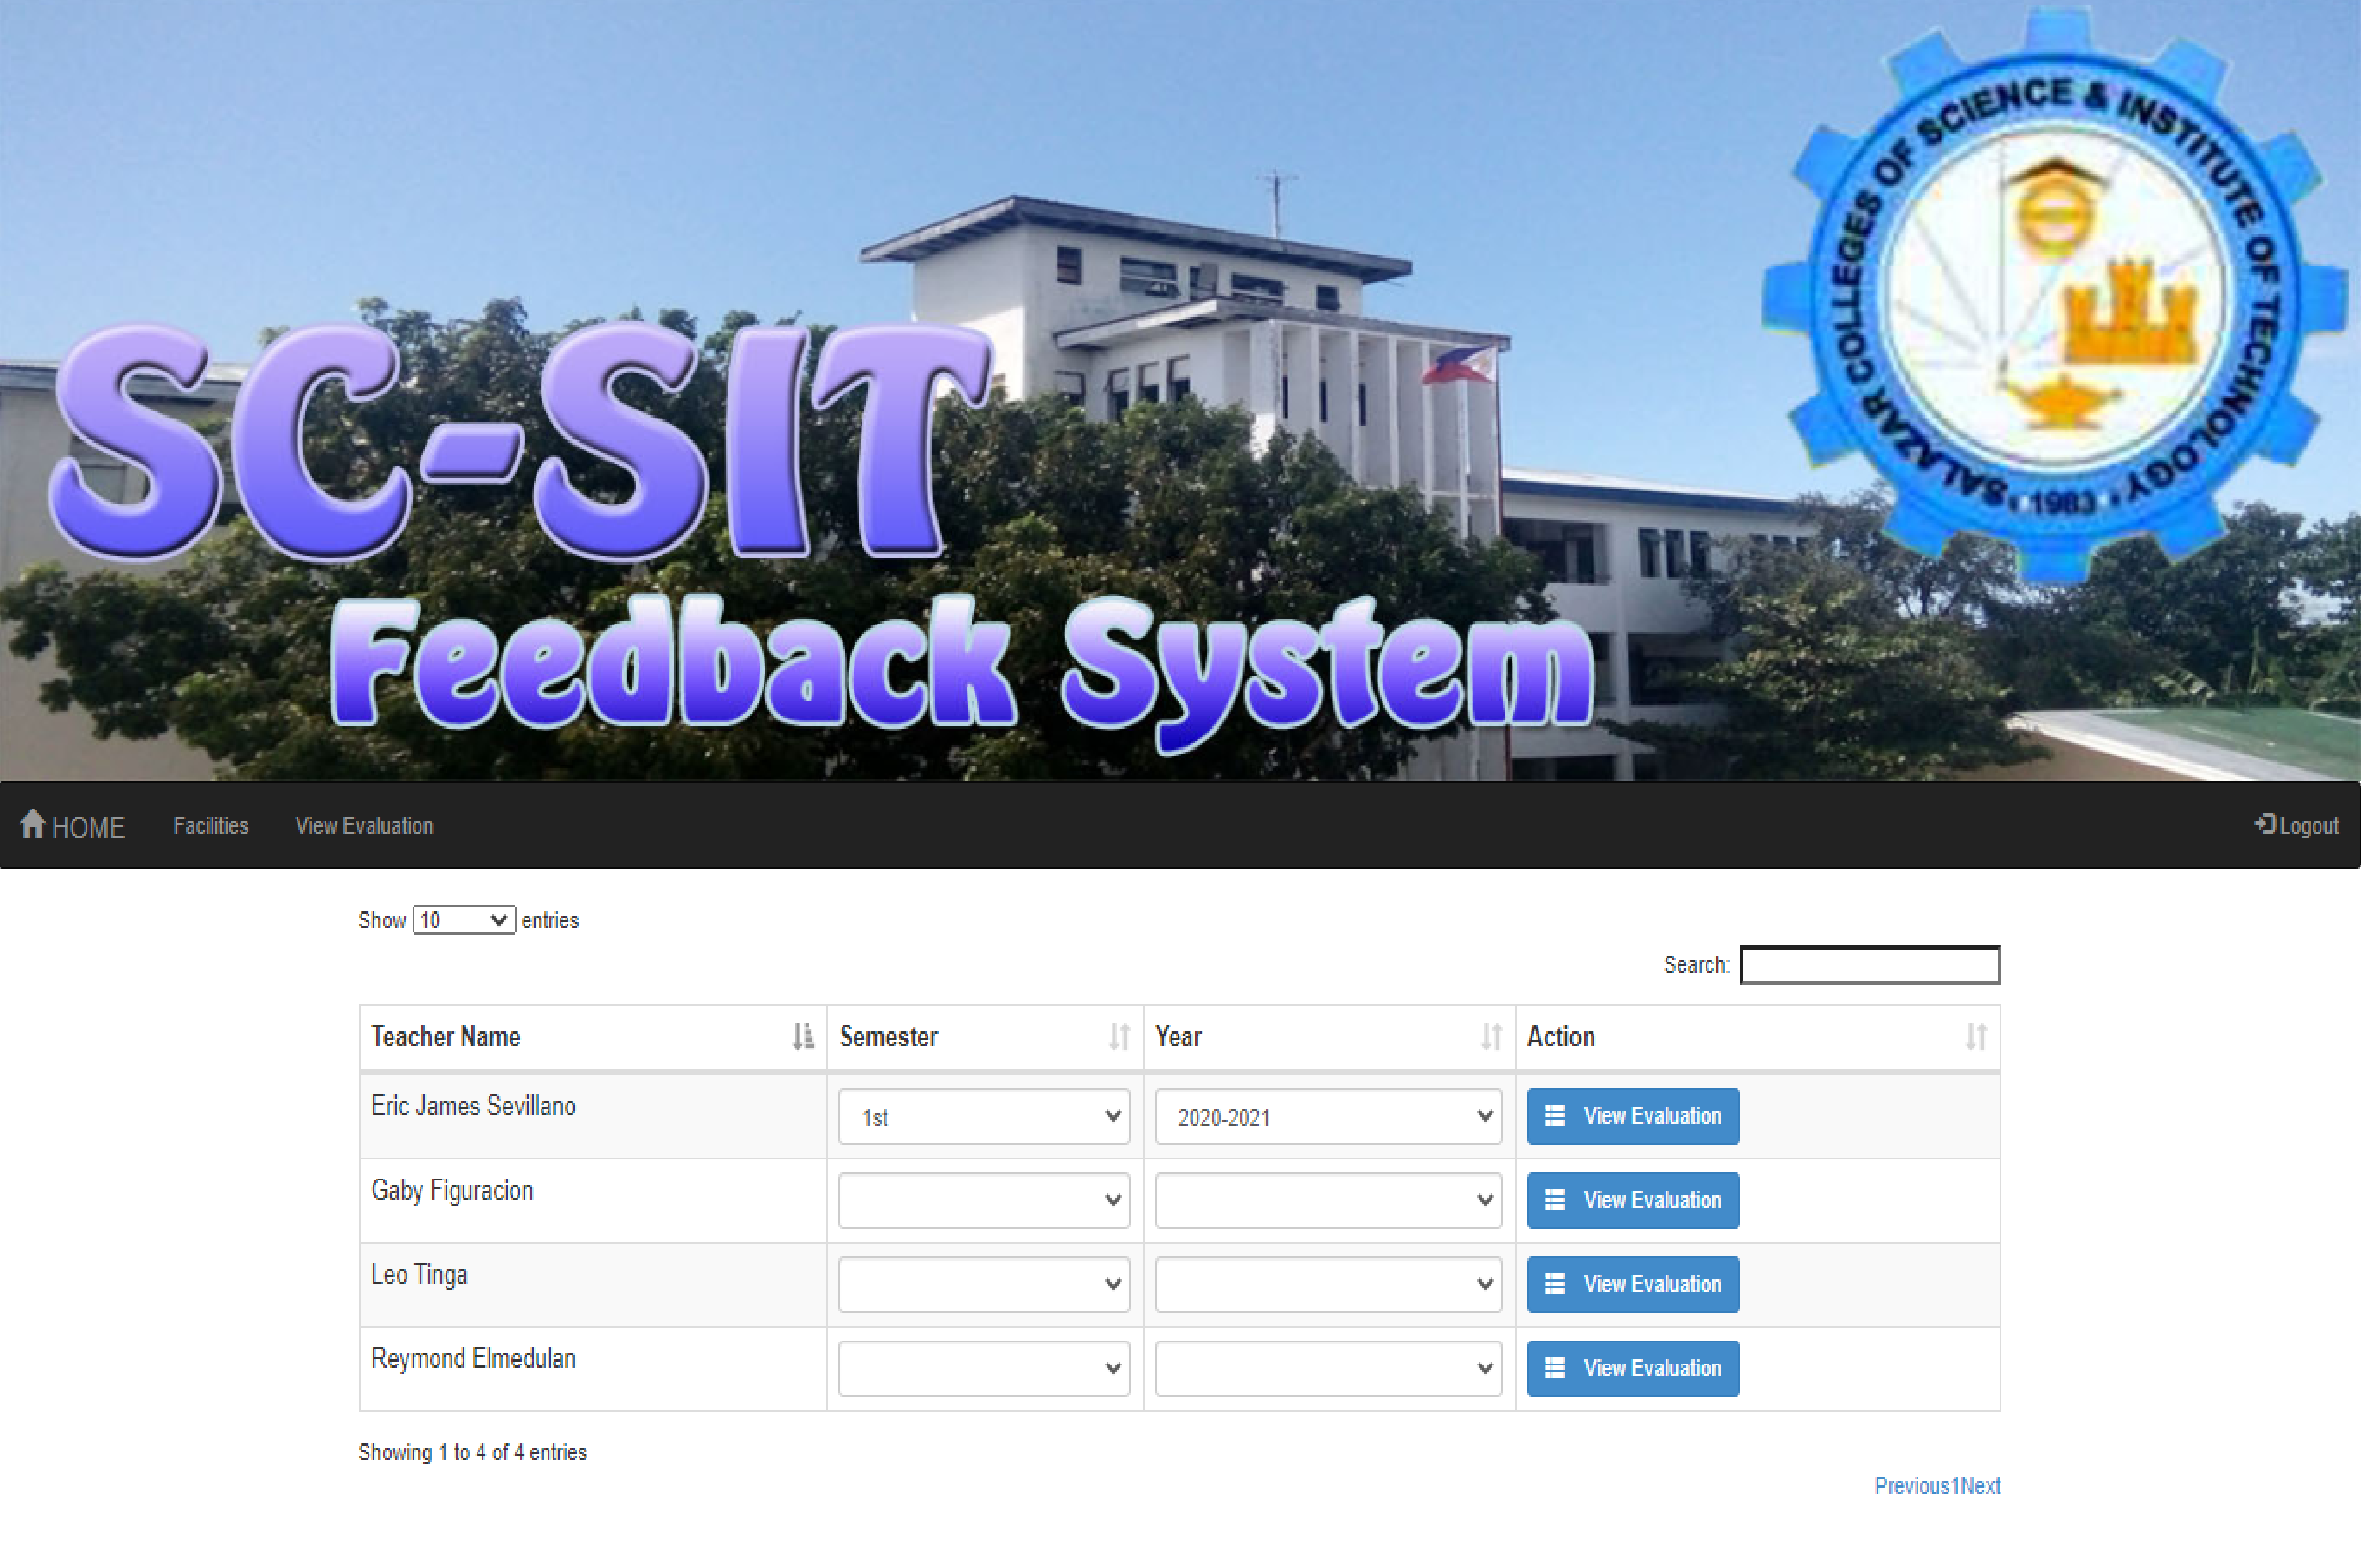 SALAZAR COLLEGES OF SCIENCE & INSTITUTE OF TECHNOLOGY
• 1983 •
SC-SIT
Feedback System
HOME Facilities View Evaluation Logout
Show 10 entries
Search:
Teacher Name Semester Year Action
Eric James Sevillano 1st 2020-2021 View Evaluation
Gaby Figuracion View Evaluation
Leo Tinga View Evaluation
Reymond Elmedulan View Evaluation
Showing 1 to 4 of 4 entries
Previous1Next